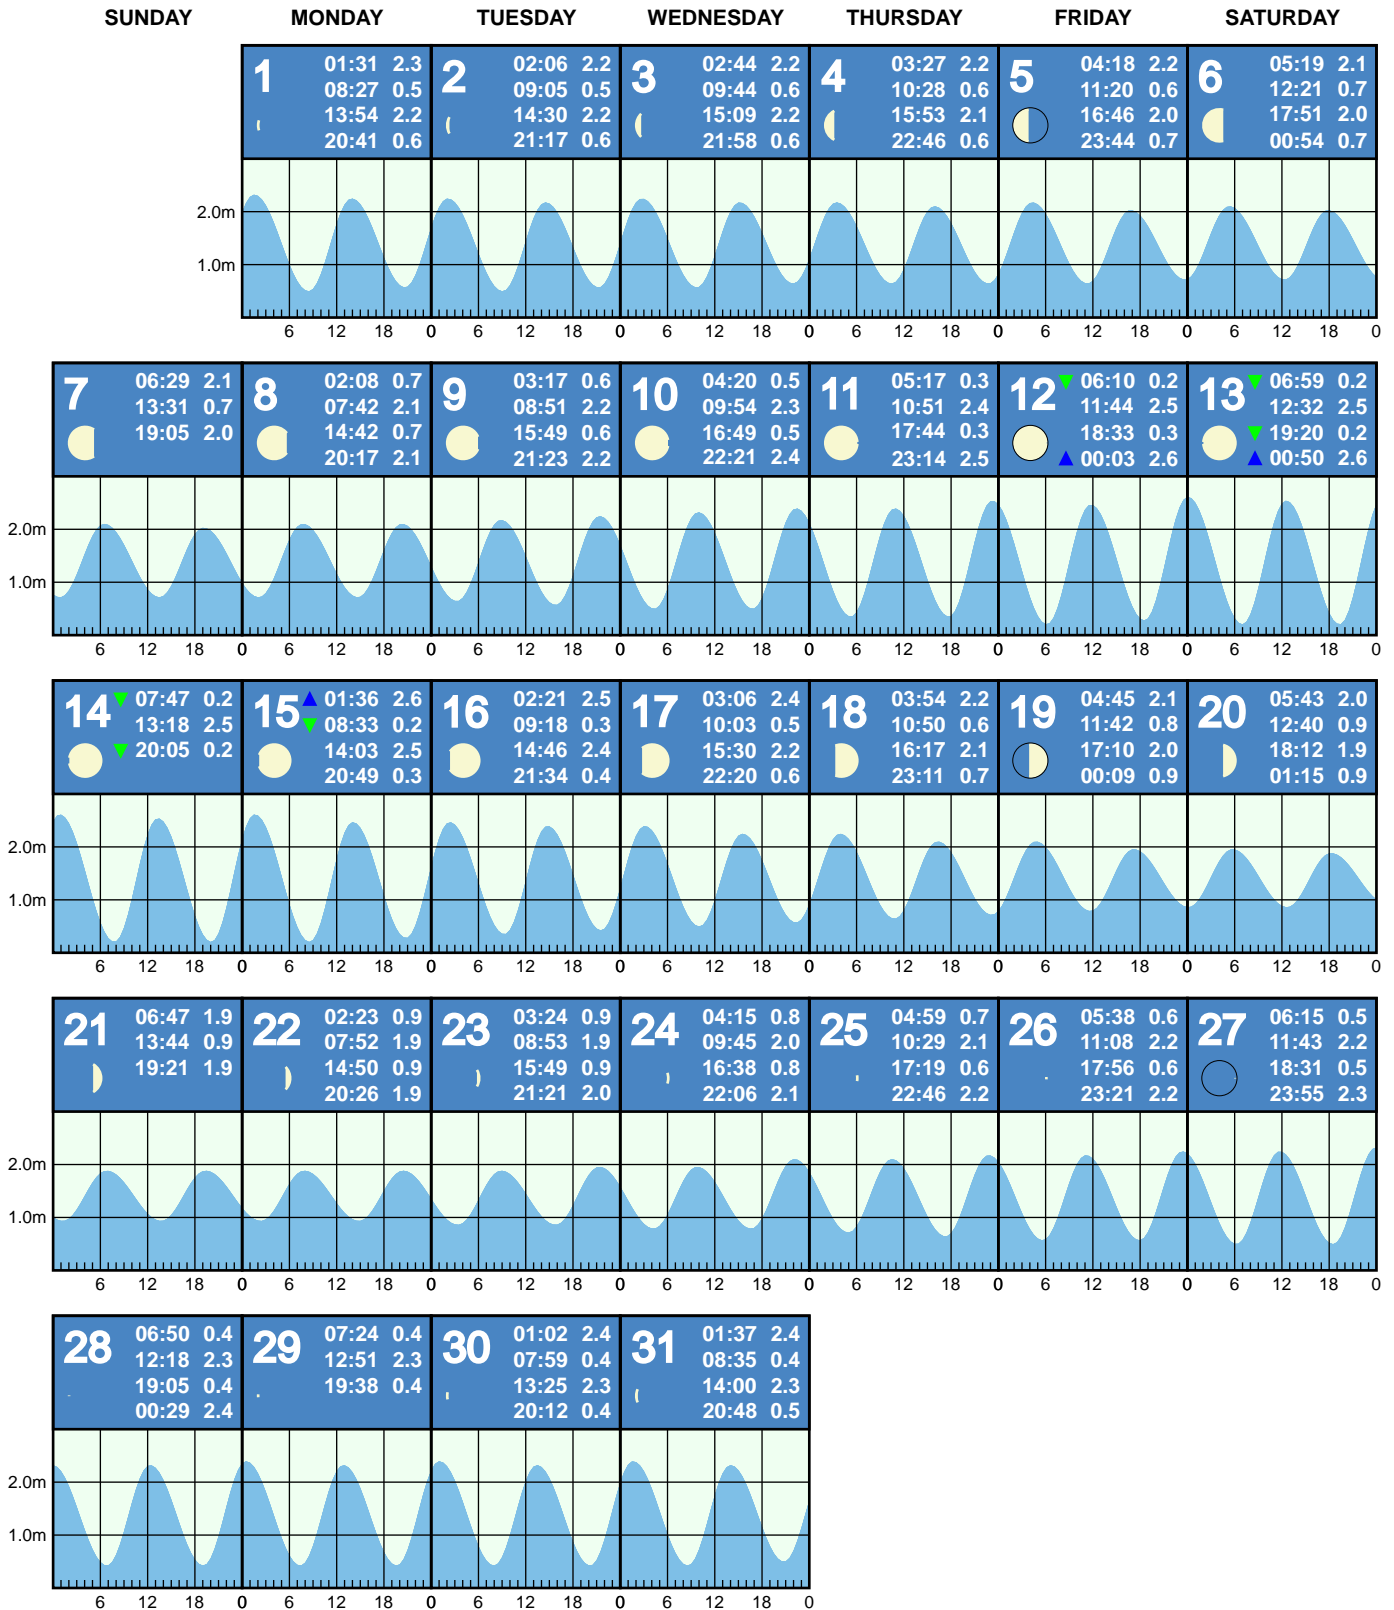 SUNDAY MONDAY TUESDAY WEDNESDAY THURSDAY FRIDAY SATURDAY
1 01:31 2.3
08:27 0.5
13:54 2.2
20:41 0.6
2 02:06 2.2
09:05 0.5
14:30 2.2
21:17 0.6
3 02:44 2.2
09:44 0.6
15:09 2.2
21:58 0.6
4 03:27 2.2
10:28 0.6
15:53 2.1
22:46 0.6
5 04:18 2.2
11:20 0.6
16:46 2.0
23:44 0.7
6 05:19 2.1
12:21 0.7
17:51 2.0
00:54 0.7
2.0m
1.0m
6 12 18 0 6 12 18 0 6 12 18 0 6 12 18 0 6 12 18 0 6 12 18 0
7 06:29 2.1
13:31 0.7
19:05 2.0
8 02:08 0.7
07:42 2.1
14:42 0.7
20:17 2.1
9 03:17 0.6
08:51 2.2
15:49 0.6
21:23 2.2
10 04:20 0.5
09:54 2.3
16:49 0.5
22:21 2.4
11 05:17 0.3
10:51 2.4
17:44 0.3
23:14 2.5
12 06:10 0.2
11:44 2.5
18:33 0.3
00:03 2.6
13 06:59 0.2
12:32 2.5
19:20 0.2
00:50 2.6
2.0m
1.0m
6 12 18 0 6 12 18 0 6 12 18 0 6 12 18 0 6 12 18 0 6 12 18 0 6 12 18 0
14 07:47 0.2
13:18 2.5
20:05 0.2
15 01:36 2.6
08:33 0.2
14:03 2.5
20:49 0.3
16 02:21 2.5
09:18 0.3
14:46 2.4
21:34 0.4
17 03:06 2.4
10:03 0.5
15:30 2.2
22:20 0.6
18 03:54 2.2
10:50 0.6
16:17 2.1
23:11 0.7
19 04:45 2.1
11:42 0.8
17:10 2.0
00:09 0.9
20 05:43 2.0
12:40 0.9
18:12 1.9
01:15 0.9
2.0m
1.0m
6 12 18 0 6 12 18 0 6 12 18 0 6 12 18 0 6 12 18 0 6 12 18 0 6 12 18 0
21 06:47 1.9
13:44 0.9
19:21 1.9
22 02:23 0.9
07:52 1.9
14:50 0.9
20:26 1.9
23 03:24 0.9
08:53 1.9
15:49 0.9
21:21 2.0
24 04:15 0.8
09:45 2.0
16:38 0.8
22:06 2.1
25 04:59 0.7
10:29 2.1
17:19 0.6
22:46 2.2
26 05:38 0.6
11:08 2.2
17:56 0.6
23:21 2.2
27 06:15 0.5
11:43 2.2
18:31 0.5
23:55 2.3
2.0m
1.0m
6 12 18 0 6 12 18 0 6 12 18 0 6 12 18 0 6 12 18 0 6 12 18 0 6 12 18 0
28 06:50 0.4
12:18 2.3
19:05 0.4
00:29 2.4
29 07:24 0.4
12:51 2.3
19:38 0.4
30 01:02 2.4
07:59 0.4
13:25 2.3
20:12 0.4
31 01:37 2.4
08:35 0.4
14:00 2.3
20:48 0.5
2.0m
1.0m
6 12 18 0 6 12 18 0 6 12 18 0 6 12 18 0